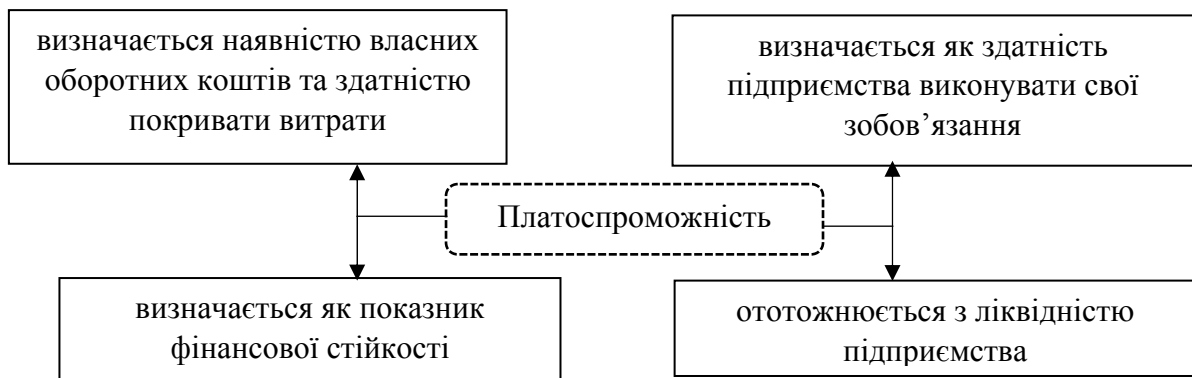 визначається наявністю власних
оборотних коштів та здатністю
покривати витрати
визначається як здатність
підприємства виконувати свої
зобов’язання
Платоспроможність
визначається як показник
фінансової стійкості
ототожнюється з ліквідністю
підприємства